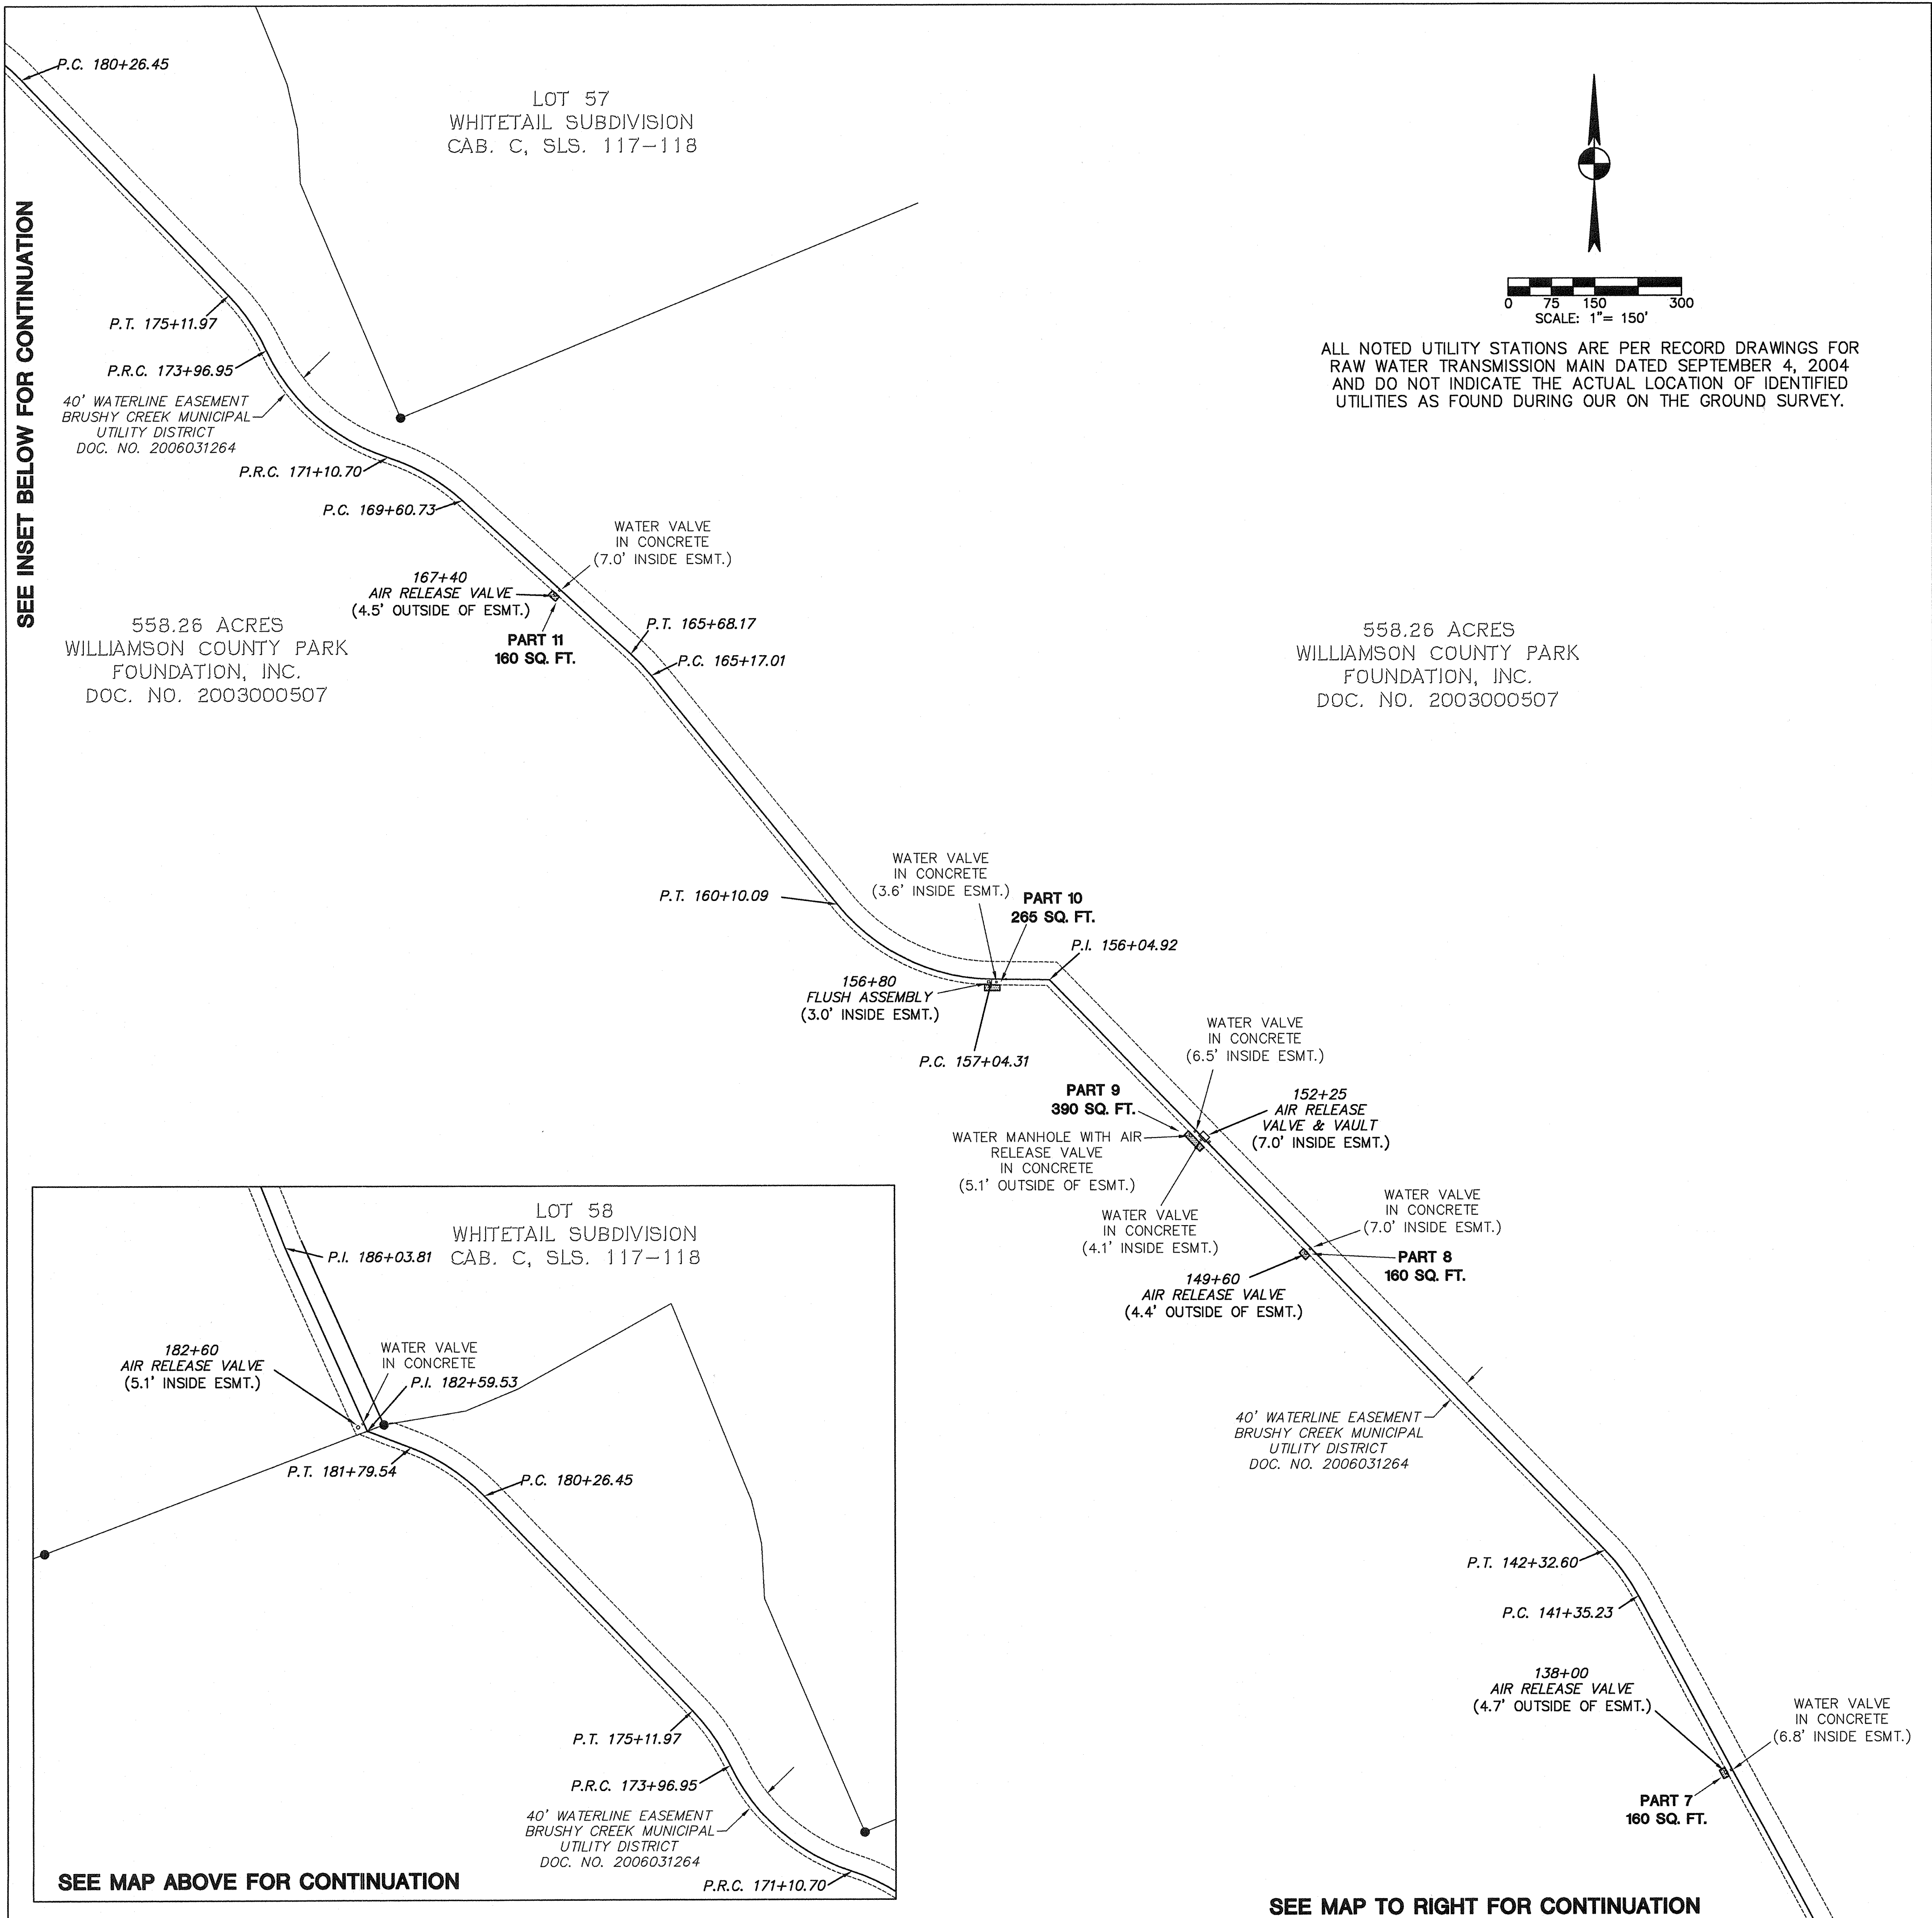 P.C. 180+26.45
LOT 57
WHITETAIL SUBDIVISION
CAB. C, SLS. 117-118
0 75 150 300
SCALE: 1"= 150'
ALL NOTED UTILITY STATIONS ARE PER RECORD DRAWINGS FOR
RAW WATER TRANSMISSION MAIN DATED SEPTEMBER 4, 2004
AND DO NOT INDICATE THE ACTUAL LOCATION OF IDENTIFIED
UTILITIES AS FOUND DURING OUR ON THE GROUND SURVEY.
SEE INSET BELOW FOR CONTINUATION
P.T. 175+11.97
P.R.C. 173+96.95
40' WATERLINE EASEMENT
BRUSHY CREEK MUNICIPAL
UTILITY DISTRICT
DOC. NO. 2006031264
P.R.C. 171+10.70
P.C. 169+60.73
WATER VALVE
IN CONCRETE
(7.0' INSIDE ESMT.)
167+40
AIR RELEASE VALVE
(4.5' OUTSIDE OF ESMT.)
PART 11
160 SQ. FT.
P.T. 165+68.17
P.C. 165+17.01
558.26 ACRES
WILLIAMSON COUNTY PARK
FOUNDATION, INC.
DOC. NO. 2003000507
558.26 ACRES
WILLIAMSON COUNTY PARK
FOUNDATION, INC.
DOC. NO. 2003000507
P.T. 160+10.09
WATER VALVE
IN CONCRETE
(3.6' INSIDE ESMT.)
PART 10
265 SQ. FT.
P.I. 156+04.92
156+80
FLUSH ASSEMBLY
(3.0' INSIDE ESMT.)
P.C. 157+04.31
WATER VALVE
IN CONCRETE
(6.5' INSIDE ESMT.)
PART 9
390 SQ. FT.
152+25
AIR RELEASE
VALVE & VAULT
(7.0' INSIDE ESMT.)
WATER MANHOLE WITH AIR
RELEASE VALVE
IN CONCRETE
(5.1' OUTSIDE OF ESMT.)
WATER VALVE
IN CONCRETE
(4.1' INSIDE ESMT.)
WATER VALVE
IN CONCRETE
(7.0' INSIDE ESMT.)
PART 8
160 SQ. FT.
149+60
AIR RELEASE VALVE
(4.4' OUTSIDE OF ESMT.)
40' WATERLINE EASEMENT
BRUSHY CREEK MUNICIPAL
UTILITY DISTRICT
DOC. NO. 2006031264
P.T. 142+32.60
P.C. 141+35.23
138+00
AIR RELEASE VALVE
(4.7' OUTSIDE OF ESMT.)
WATER VALVE
IN CONCRETE
(6.8' INSIDE ESMT.)
PART 7
160 SQ. FT.
SEE MAP TO RIGHT FOR CONTINUATION
LOT 58
WHITETAIL SUBDIVISION
CAB. C, SLS. 117-118
P.I. 186+03.81
182+60
AIR RELEASE VALVE
(5.1' INSIDE ESMT.)
WATER VALVE
IN CONCRETE
P.I. 182+59.53
P.T. 181+79.54
P.C. 180+26.45
P.T. 175+11.97
P.R.C. 173+96.95
40' WATERLINE EASEMENT
BRUSHY CREEK MUNICIPAL
UTILITY DISTRICT
DOC. NO. 2006031264
P.R.C. 171+10.70
SEE MAP ABOVE FOR CONTINUATION